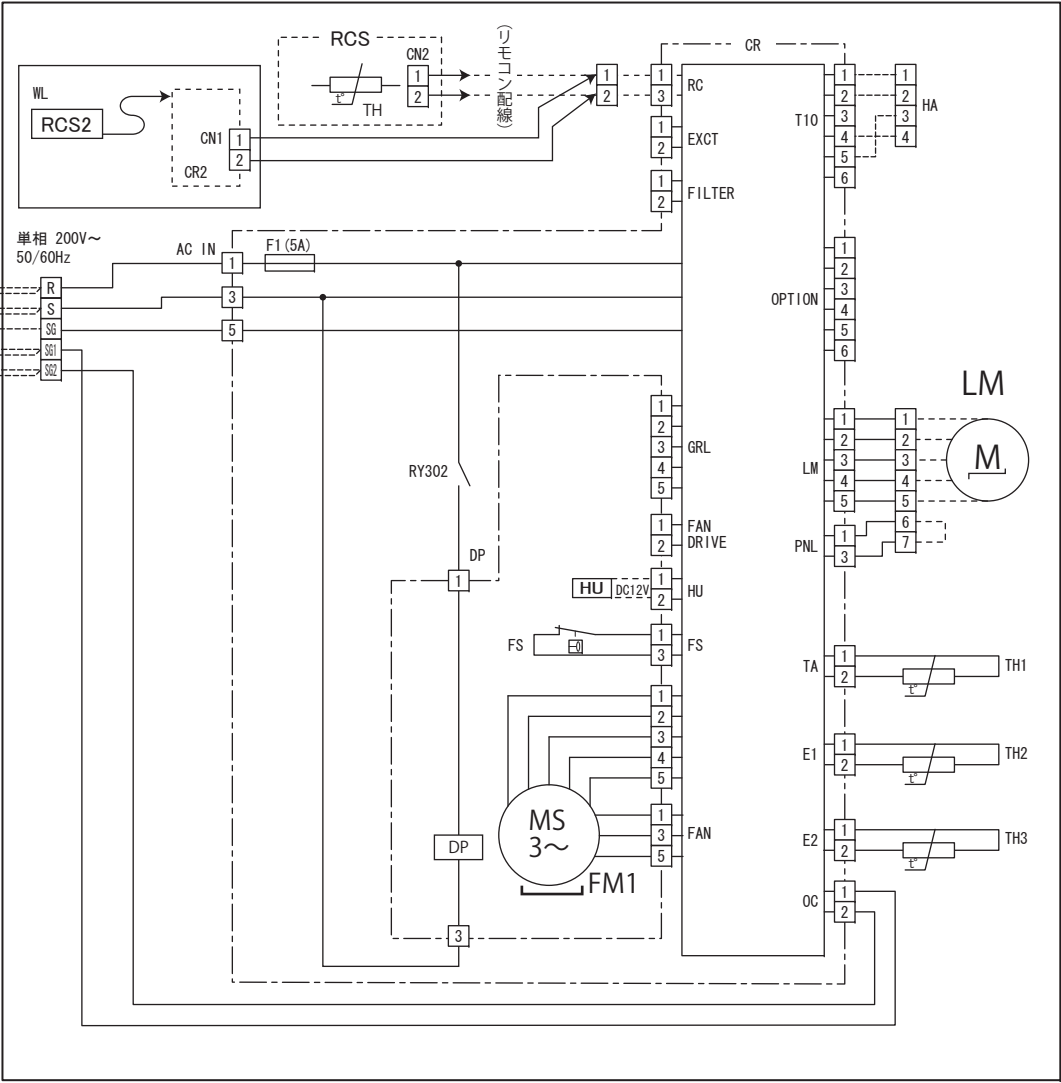 RCS
CN2
1
2
t°
TH
(リモコン配線)
1
2
WL
RCS2
CN1
1
2
CR2
CR
1
3
RC
1
2
EXCT
1
2
FILTER
T10
1
2
3
4
5
6
1
2
3
4
HA
単相 200V~
50/60Hz
AC IN
F1(5A)
1
3
5
R
S
SG
SG1
SG2
OPTION
1
2
3
4
5
6
1
2
3
4
5
GRL
RY302
1
2
FAN
DRIVE
LM
LM
1
2
3
4
5
1
2
3
4
5
6
7
M
PNL
1
3
DP
1
HU
DC12V
1
2
HU
FS
1
3
FS
TA
1
2
t°
TH1
1
2
3
4
5
E1
1
2
t°
TH2
MS
3~
FM1
1
3
5
FAN
DP
3
E2
1
2
t°
TH3
OC
1
2